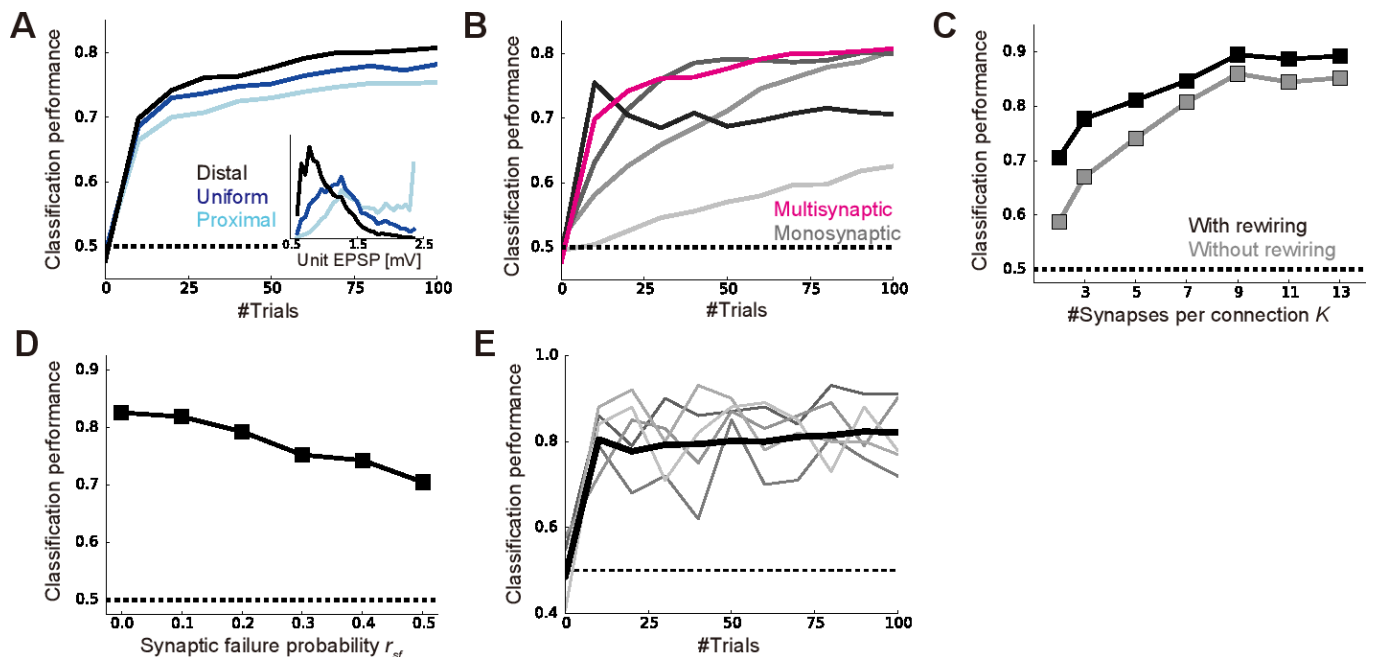 A
Classification performance
0.8
0.7
0.6
0.5
Distal
Uniform
Proximal
0.5 1.5 2.5
Unit EPSP [mV]
0 25 50 75 100
#Trials
B
Classification performance
0.8
0.7
0.6
0.5
Multisynaptic
Monosynaptic
0 25 50 75 100
#Trials
C
Classification performance
0.9
0.8
0.7
0.6
0.5
With rewiring
Without rewiring
3 5 7 9 11 13
#Synapses per connection K
D
Classification performance
0.9
0.8
0.7
0.6
0.5
0.0 0.1 0.2 0.3 0.4 0.5
Synaptic failure probability r_sf
E
Classification performance
1.0
0.8
0.6
0.4
0 25 50 75 100
#Trials